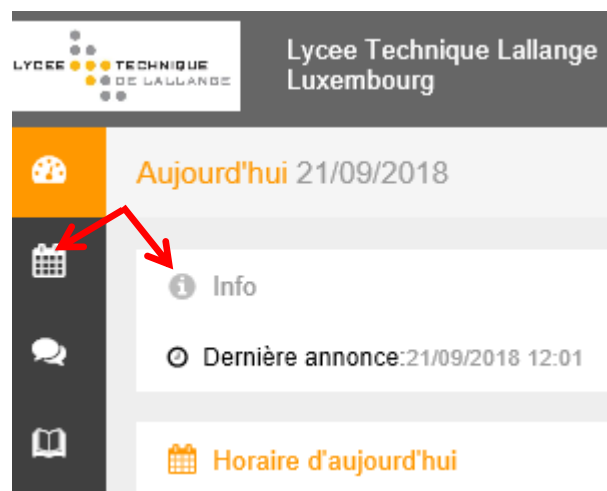 LYCEE TECHNIQUE
DE LALLANGE
Lycee Technique Lallange
Luxembourg
Aujourd'hui 21/09/2018
Info
Dernière annonce:21/09/2018 12:01
Horaire d'aujourd'hui